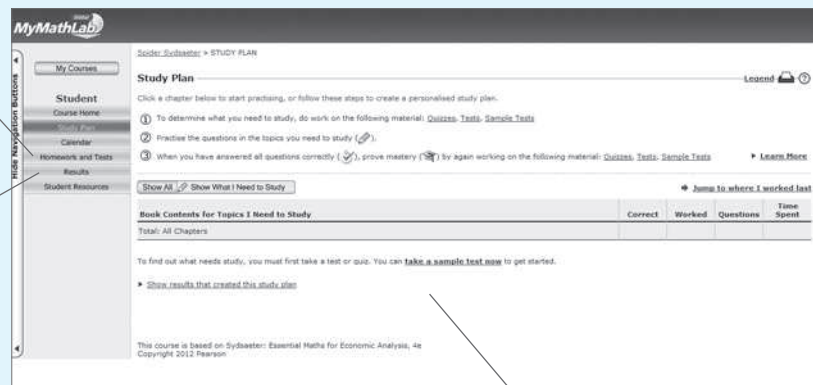 MyMathLab
Global
Hide Navigation Buttons
My Courses
Student
Course Home
Study Plan
Calendar
Homework and Tests
Results
Student Resources
Spider Sydsaeter > STUDY PLAN
Study Plan
Legend
Click a chapter below to start practising, or follow these steps to create a personalised study plan.
1 To determine what you need to study, do work on the following material: Quizzes, Tests, Sample Tests
2 Practise the questions in the topics you need to study ( ).
3 When you have answered all questions correctly ( ), prove mastery ( ) by again working on the following material: Quizzes, Tests, Sample Tests
Learn More
Show All Show What I Need to Study
Jump to where I worked last
Book Contents for Topics I Need to Study Correct Worked Questions Time Spent
Total: All Chapters
To find out what needs study, you must first take a test or quiz. You can take a sample test now to get started.
Show results that created this study plan
This course is based on Sydsaeter: Essential Maths for Economic Analysis, 4e
Copyright 2012 Pearson